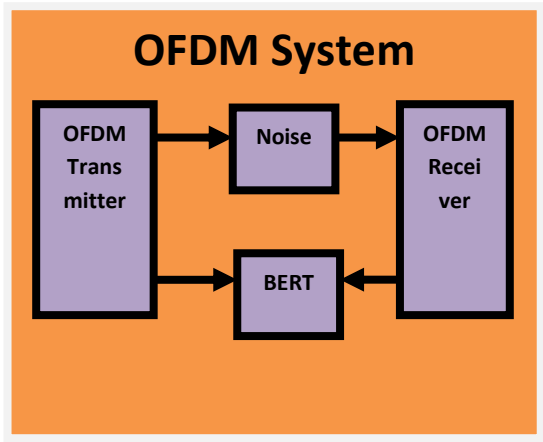 OFDM System
OFDM
Trans
mitter
Noise
OFDM
Recei
ver
BERT